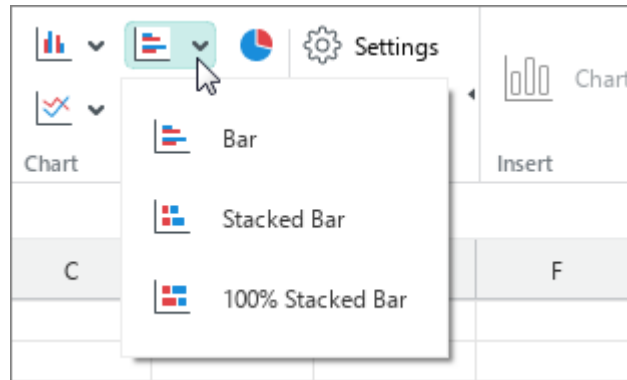 Settings
Chart
Bar
Chart
Insert
Stacked Bar
C
F
100% Stacked Bar